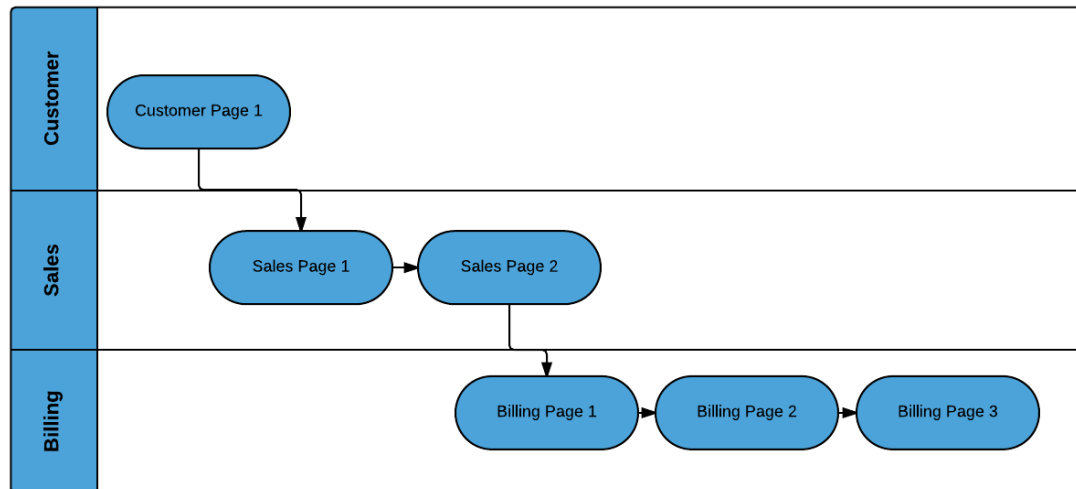 Customer
Customer Page 1
Sales
Sales Page 1
Sales Page 2
Billing
Billing Page 1
Billing Page 2
Billing Page 3